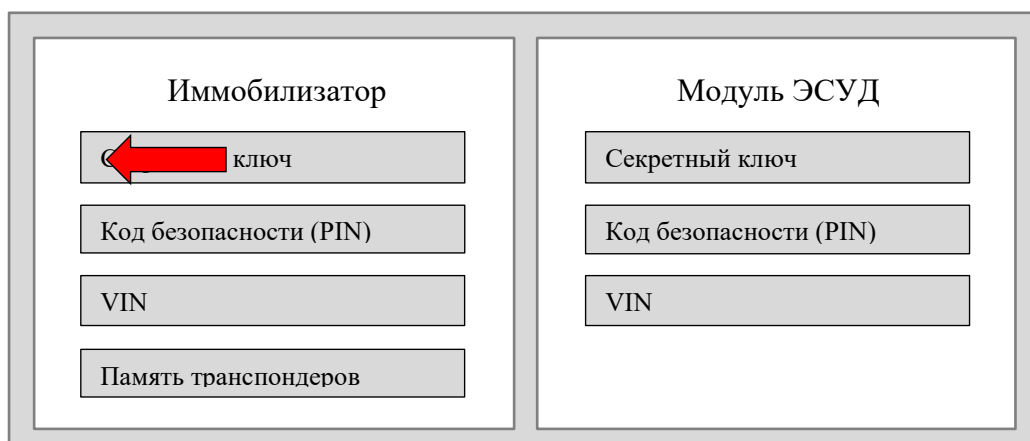 Иммобилизатор
ключ
Код безопасности (PIN)
VIN
Память транспондеров
Модуль ЭСУД
Секретный ключ
Код безопасности (PIN)
VIN